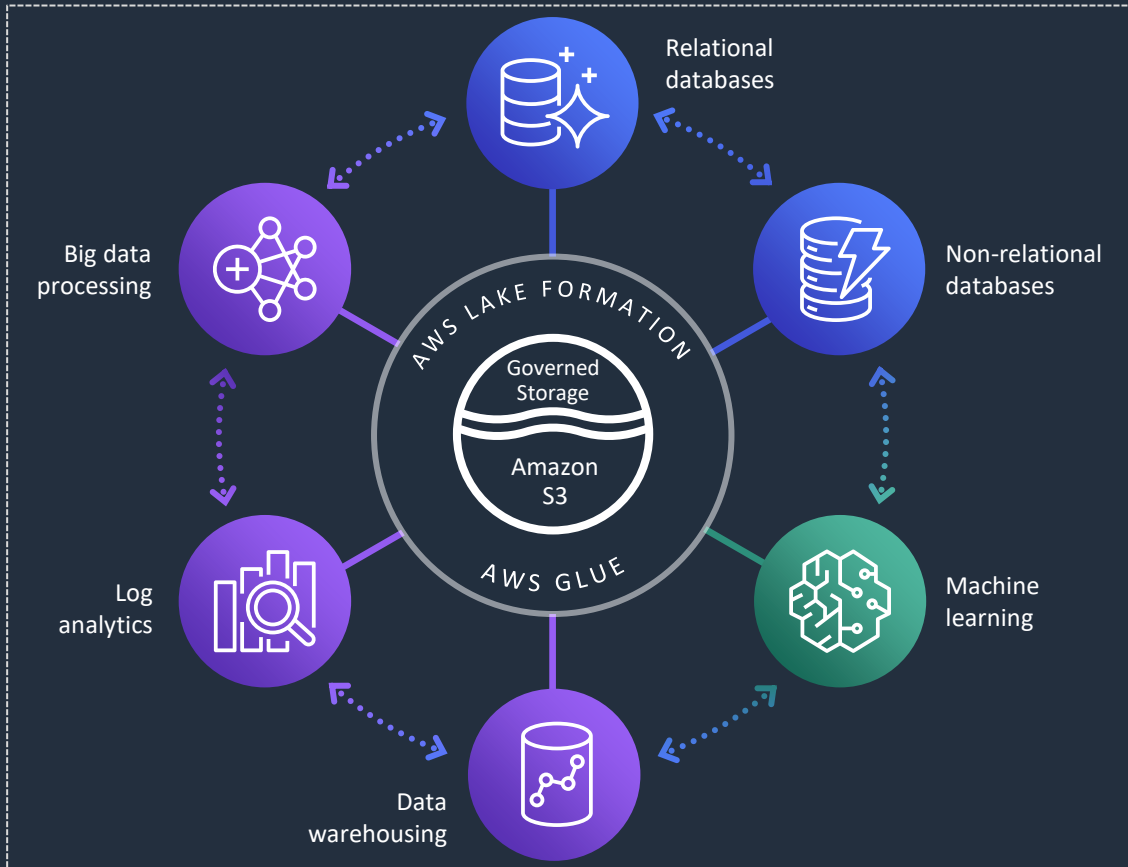 Relational
databases
Big data
processing
Non-relational
databases
AWS LAKE FORMATION
Governed
Storage
Amazon
S3
AWS GLUE
Log
analytics
Machine
learning
Data
warehousing